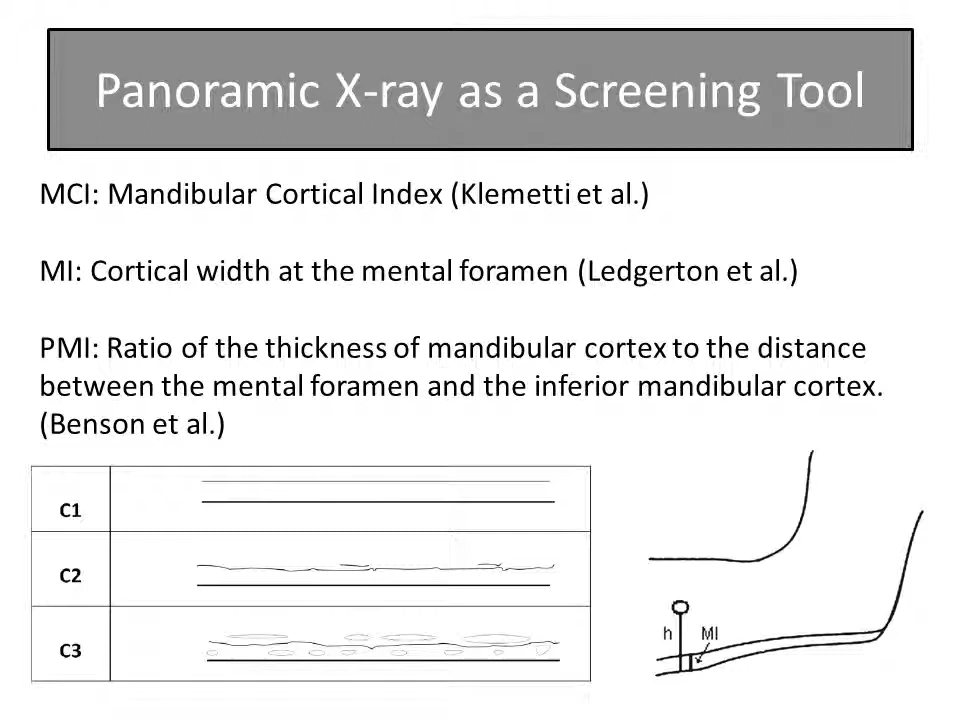 Panoramic X-ray as a Screening Tool
MCI: Mandibular Cortical Index (Klemetti et al.)
MI: Cortical width at the mental foramen (Ledgerton et al.)
PMI: Ratio of the thickness of mandibular cortex to the distance
between the mental foramen and the inferior mandibular cortex.
(Benson et al.)
C1
C2
C3
h
MI